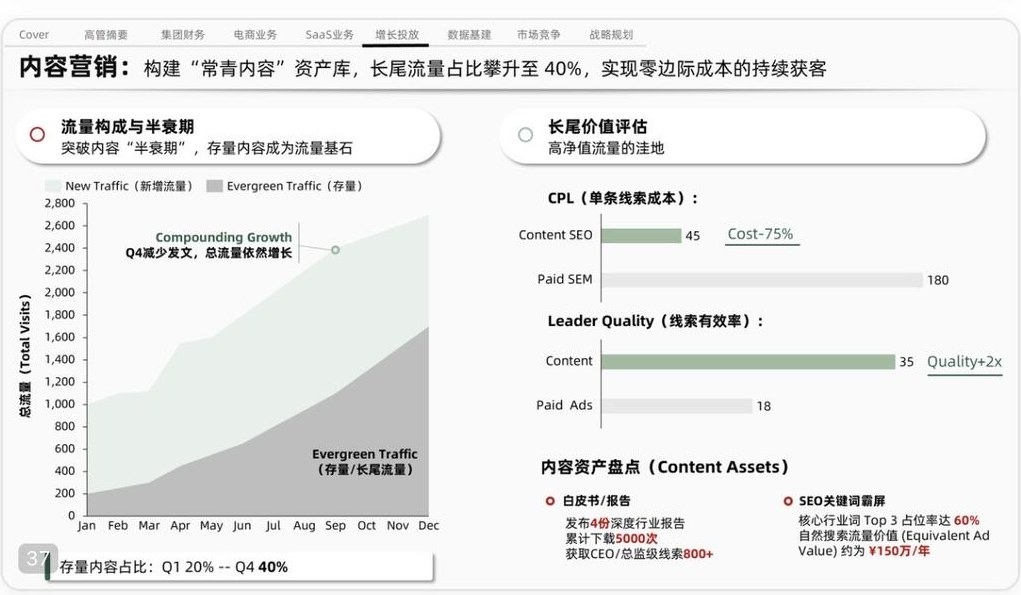 Cover 高管摘要 集团财务 电商业务 SaaS业务 增长投放 数据基建 市场竞争 战略规划
内容营销：构建“常青内容”资产库，长尾流量占比攀升至 40%，实现零边际成本的持续获客
流量构成与半衰期
突破内容“半衰期”，存量内容成为流量基石
New Traffic（新增流量） Evergreen Traffic（存量）
2,800
2,600
2,400
2,200
2,000
1,800
1,600
1,400
1,200
1,000
800
600
400
200
0
总流量（Total Visits）
Compounding Growth
Q4减少发文，总流量依然增长
Evergreen Traffic
（存量/长尾流量）
Jan Feb Mar Apr May Jun Jul Aug Sep Oct Nov Dec
37
存量内容占比：Q1 20% -- Q4 40%
长尾价值评估
高净值流量的洼地
CPL（单条线索成本）:
Content SEO 45 Cost-75%
Paid SEM 180
Leader Quality（线索有效率）:
Content 35 Quality+2x
Paid Ads 18
内容资产盘点（Content Assets）
白皮书/报告
发布4份深度行业报告
累计下载5000次
获取CEO/总监级线索800+
SEO关键词霸屏
核心行业词 Top 3 占位率达 60%
自然搜索流量价值 (Equivalent Ad
Value) 约为 ¥150万/年